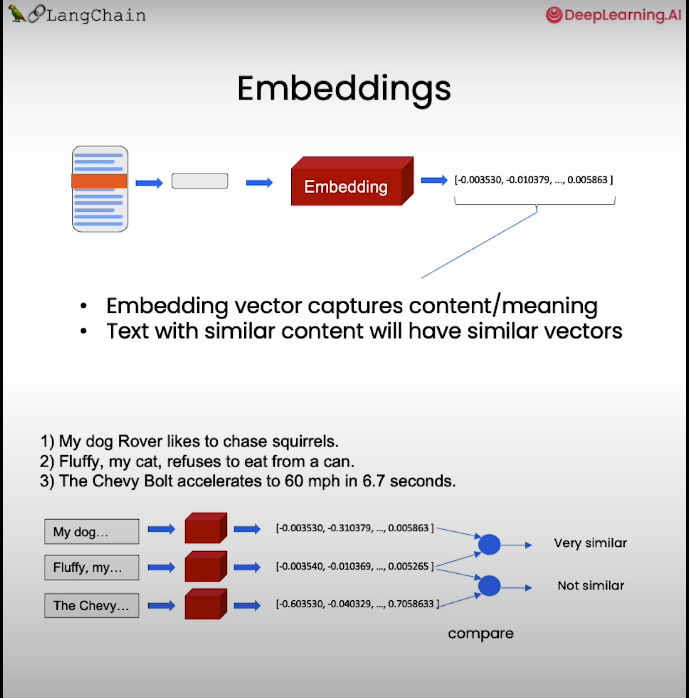 LangChain
DeepLearning.AI
Embeddings
Embedding
[-0.003530, -0.010379, ..., 0.005863 ]
• Embedding vector captures content/meaning
• Text with similar content will have similar vectors
1) My dog Rover likes to chase squirrels.
2) Fluffy, my cat, refuses to eat from a can.
3) The Chevy Bolt accelerates to 60 mph in 6.7 seconds.
My dog...
[-0.003530, -0.310379, ..., 0.005863 ]
Very similar
Fluffy, my...
[-0.003540, -0.010369, ..., 0.005265 ]
Not similar
The Chevy...
[-0.603530, -0.040329, ..., 0.7058633 ]
compare